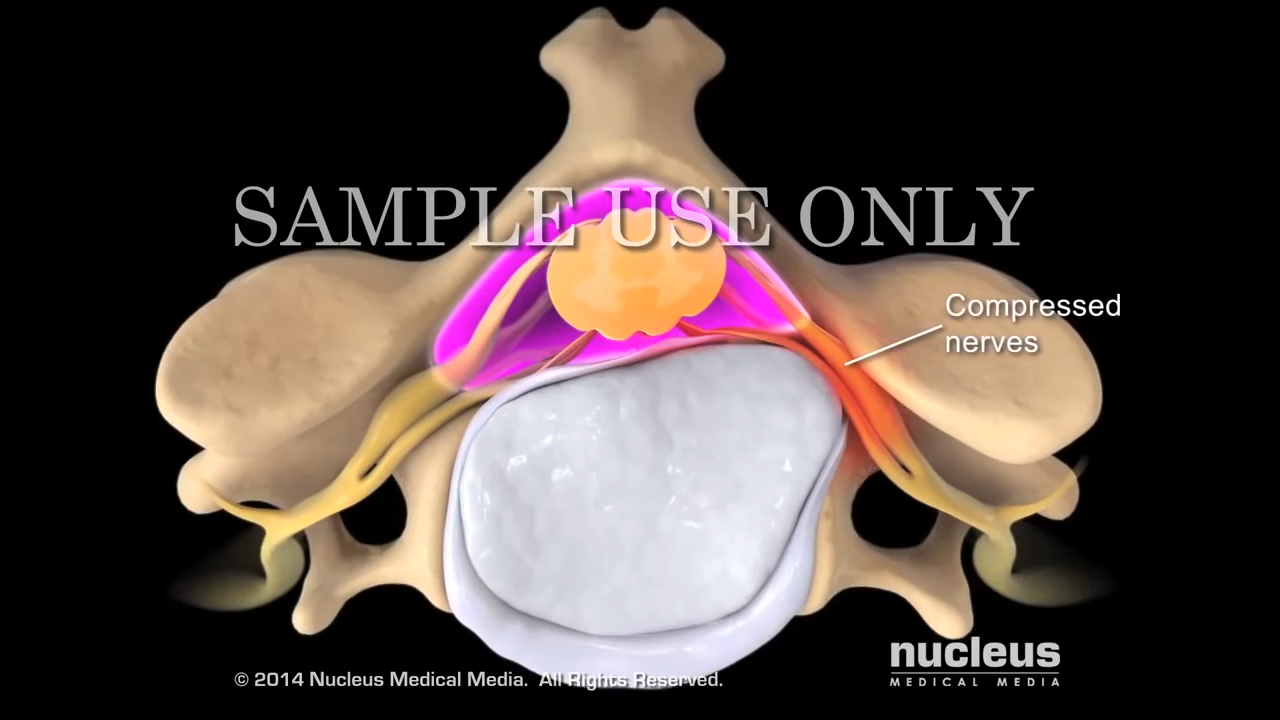 SAMPLE USE ONLY
Compressed
nerves
nucleus
MEDICAL MEDIA
© 2014 Nucleus Medical Media. All Rights Reserved.